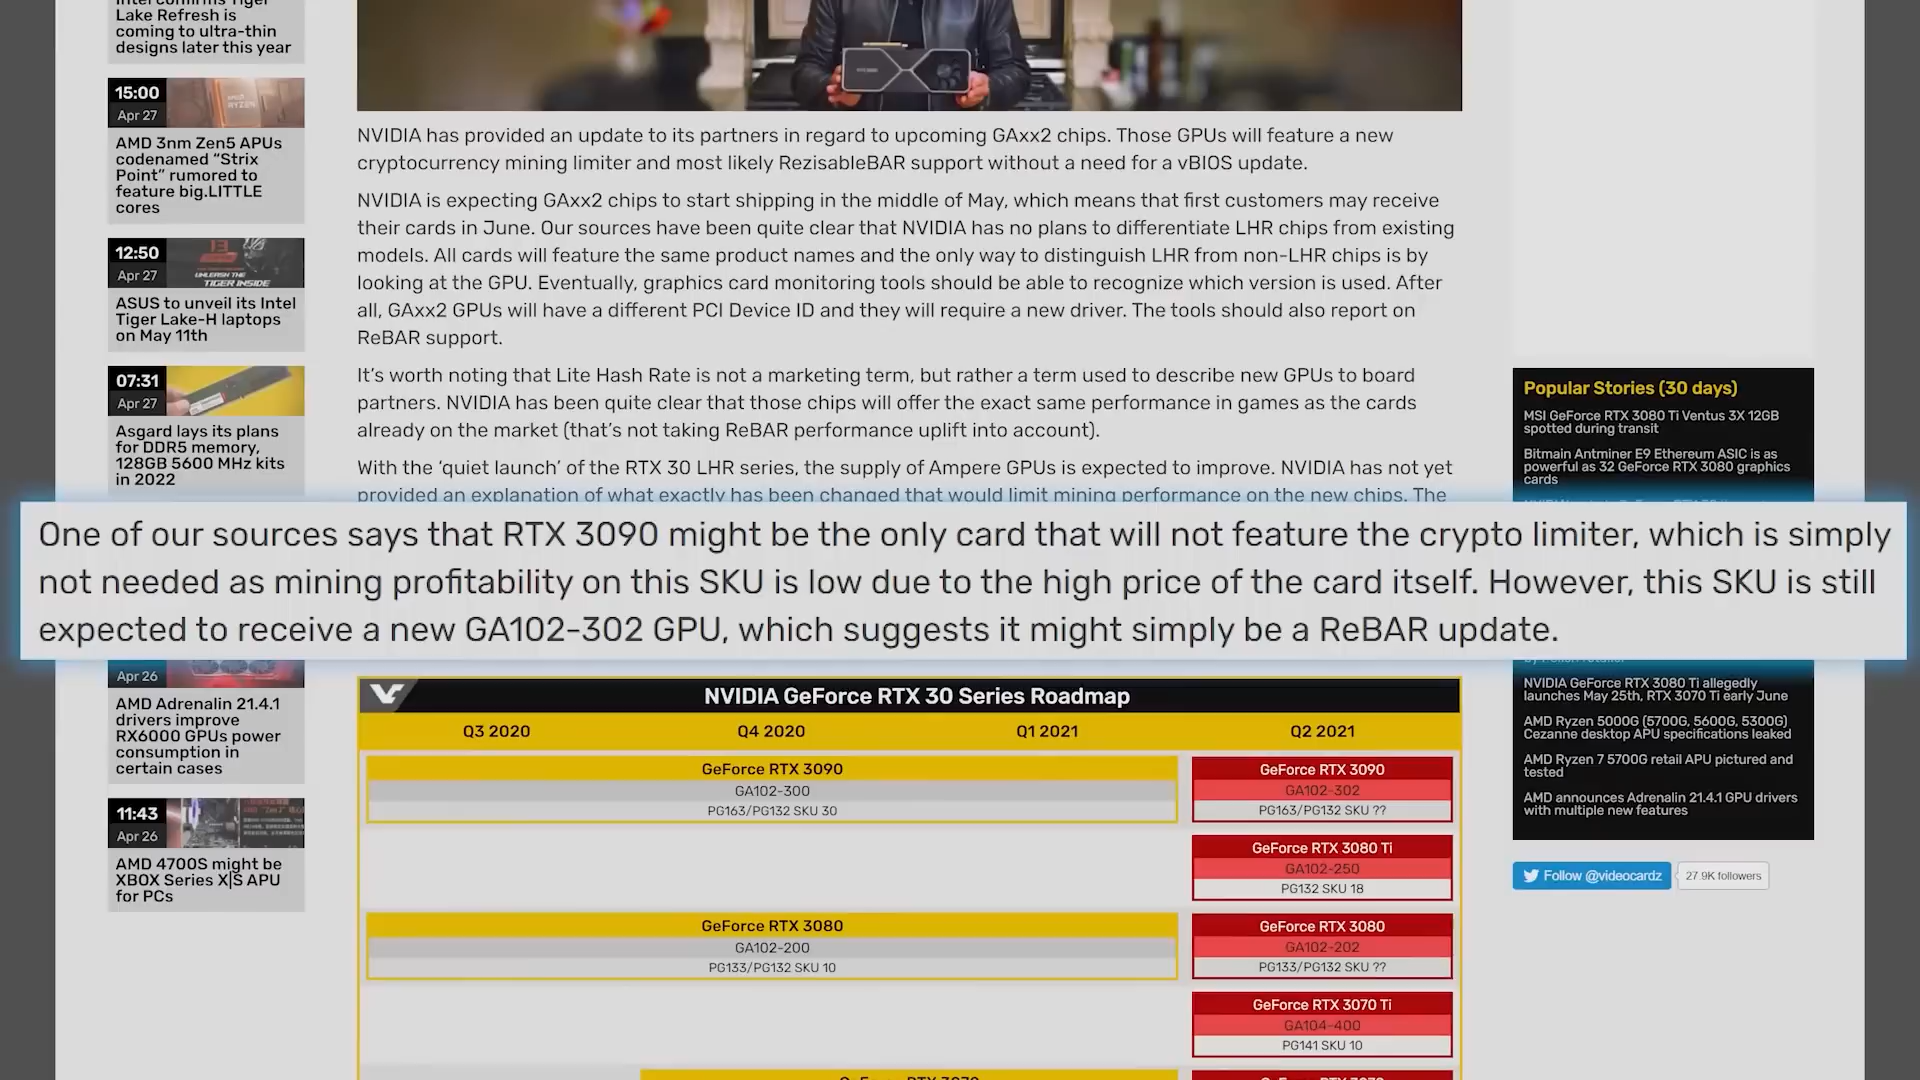 Lake Refresh is
coming to ultra-thin
designs later this year
15:00
Apr 27
AMD 3nm Zen5 APUs
codenamed “Strix
Point” rumored to
feature big.LITTLE
cores
12:50
Apr 27
UNLEASH THE
TIGER INSIDE
ASUS to unveil its Intel
Tiger Lake-H laptops
on May 11th
07:31
Apr 27
Asgard lays its plans
for DDR5 memory,
128GB 5600 MHz kits
in 2022
NVIDIA has provided an update to its partners in regard to upcoming GAxx2 chips. Those GPUs will feature a new
cryptocurrency mining limiter and most likely RezisableBAR support without a need for a vBIOS update.
NVIDIA is expecting GAxx2 chips to start shipping in the middle of May, which means that first customers may receive
their cards in June. Our sources have been quite clear that NVIDIA has no plans to differentiate LHR chips from existing
models. All cards will feature the same product names and the only way to distinguish LHR from non-LHR chips is by
looking at the GPU. Eventually, graphics card monitoring tools should be able to recognize which version is used. After
all, GAxx2 GPUs will have a different PCI Device ID and they will require a new driver. The tools should also report on
ReBAR support.
It’s worth noting that Lite Hash Rate is not a marketing term, but rather a term used to describe new GPUs to board
partners. NVIDIA has been quite clear that those chips will offer the exact same performance in games as the cards
already on the market (that’s not taking ReBAR performance uplift into account).
With the ‘quiet launch’ of the RTX 30 LHR series, the supply of Ampere GPUs is expected to improve. NVIDIA has not yet
provided an explanation of what exactly has been changed that would limit mining performance on the new chips. The
Popular Stories (30 days)
MSI GeForce RTX 3080 Ti Ventus 3X 12GB
spotted during transit
Bitmain Antminer E9 Ethereum ASIC is as
powerful as 32 GeForce RTX 3080 graphics
cards
One of our sources says that RTX 3090 might be the only card that will not feature the crypto limiter, which is simply
not needed as mining profitability on this SKU is low due to the high price of the card itself. However, this SKU is still
expected to receive a new GA102-302 GPU, which suggests it might simply be a ReBAR update.
Apr 26
AMD Adrenalin 21.4.1
drivers improve
RX6000 GPUs power
consumption in
certain cases
11:43
Apr 26
AMD 4700S might be
XBOX Series X|S APU
for PCs
NVIDIA GeForce RTX 30 Series Roadmap
Q3 2020 Q4 2020 Q1 2021 Q2 2021
GeForce RTX 3090 GeForce RTX 3090
GA102-300 GA102-302
PG163/PG132 SKU 30 PG163/PG132 SKU ??
GeForce RTX 3080 Ti
GA102-250
PG132 SKU 18
GeForce RTX 3080 GeForce RTX 3080
GA102-200 GA102-202
PG133/PG132 SKU 10 PG133/PG132 SKU ??
GeForce RTX 3070 Ti
GA104-400
PG141 SKU 10
NVIDIA GeForce RTX 3080 Ti allegedly
launches May 25th, RTX 3070 Ti early June
AMD Ryzen 5000G (5700G, 5600G, 5300G)
Cezanne desktop APU specifications leaked
AMD Ryzen 7 5700G retail APU pictured and
tested
AMD announces Adrenalin 21.4.1 GPU drivers
with multiple new features
Follow @videocardz 27.9K followers